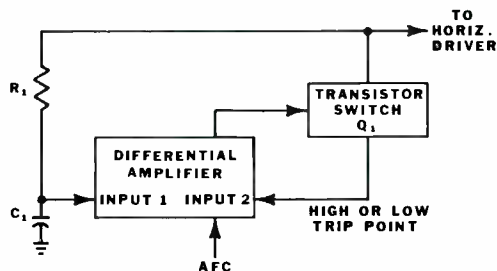 TO
HORIZ.
DRIVER
R1
TRANSISTOR
SWITCH
Q1
DIFFERENTIAL
AMPLIFIER
INPUT 1 INPUT 2
C1
HIGH OR LOW
TRIP POINT
AFC